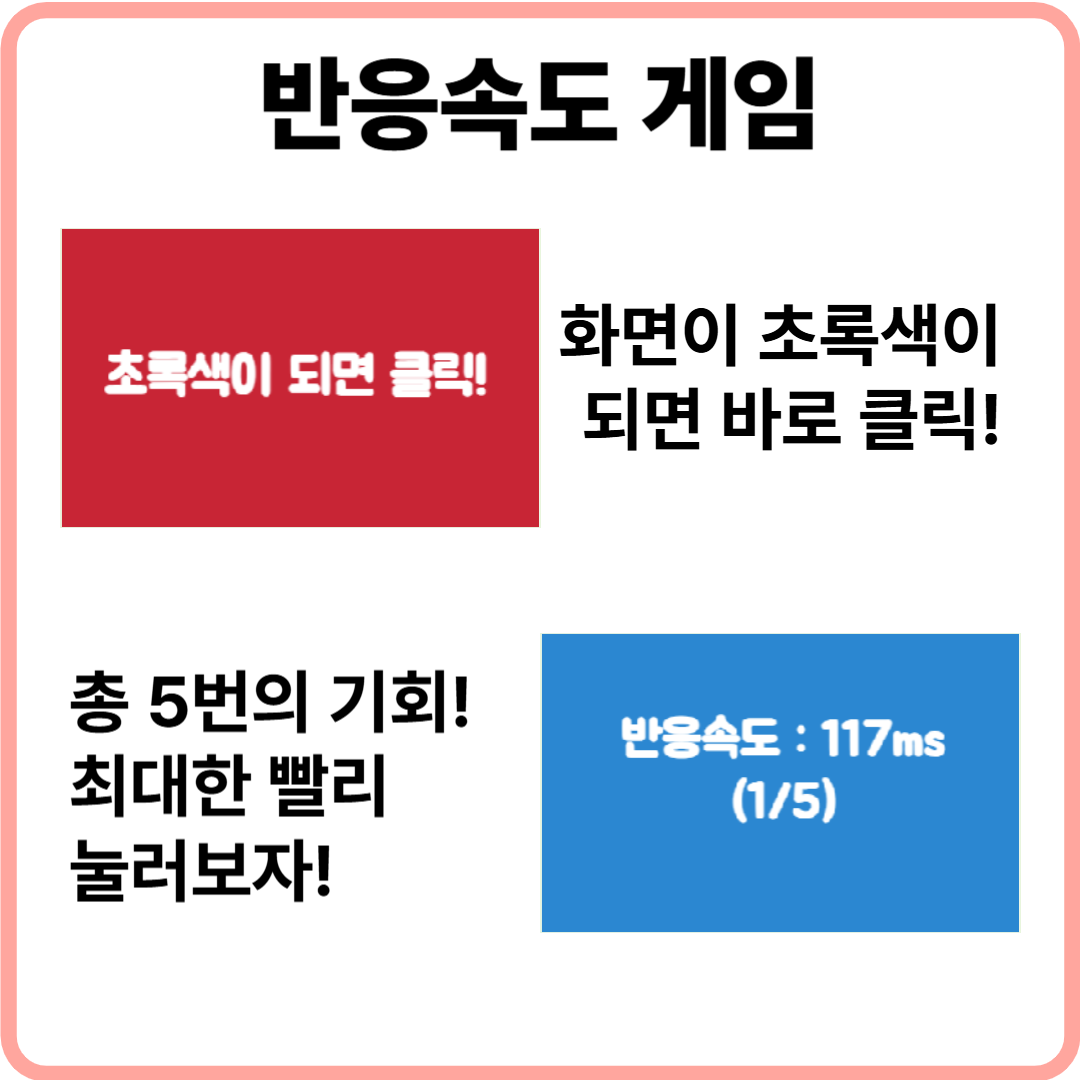 반응속도 게임
초록색이 되면 클릭!
화면이 초록색이
되면 바로 클릭!
총 5번의 기회!
최대한 빨리
눌러보자!
반응속도 : 117ms
(1/5)